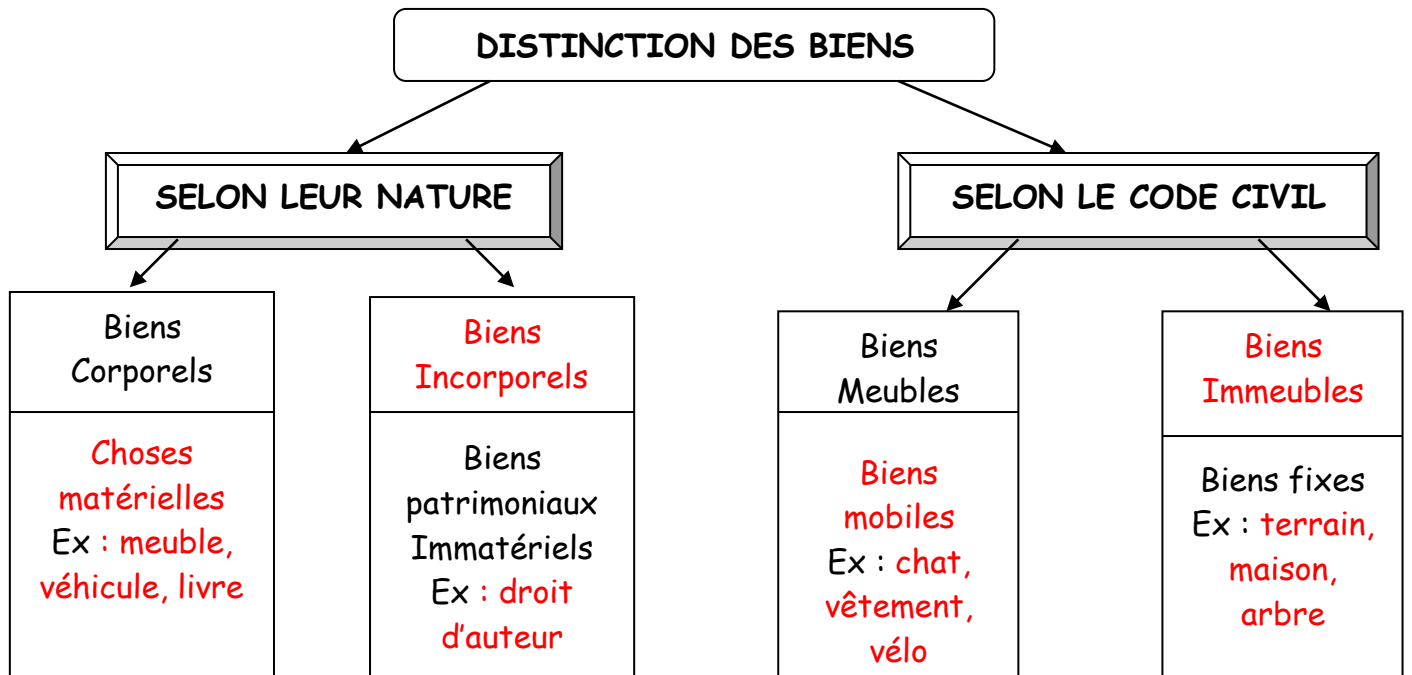 DISTINCTION DES BIENS
SELON LEUR NATURE
SELON LE CODE CIVIL
Biens
Corporels
Choses
matérielles
Ex : meuble,
véhicule, livre
Biens
Incorporels
Biens
patrimoniaux
Immatériels
Ex : droit
d'auteur
Biens
Meubles
Biens
mobiles
Ex : chat,
vêtement,
vélo
Biens
Immeubles
Biens fixes
Ex : terrain,
maison,
arbre